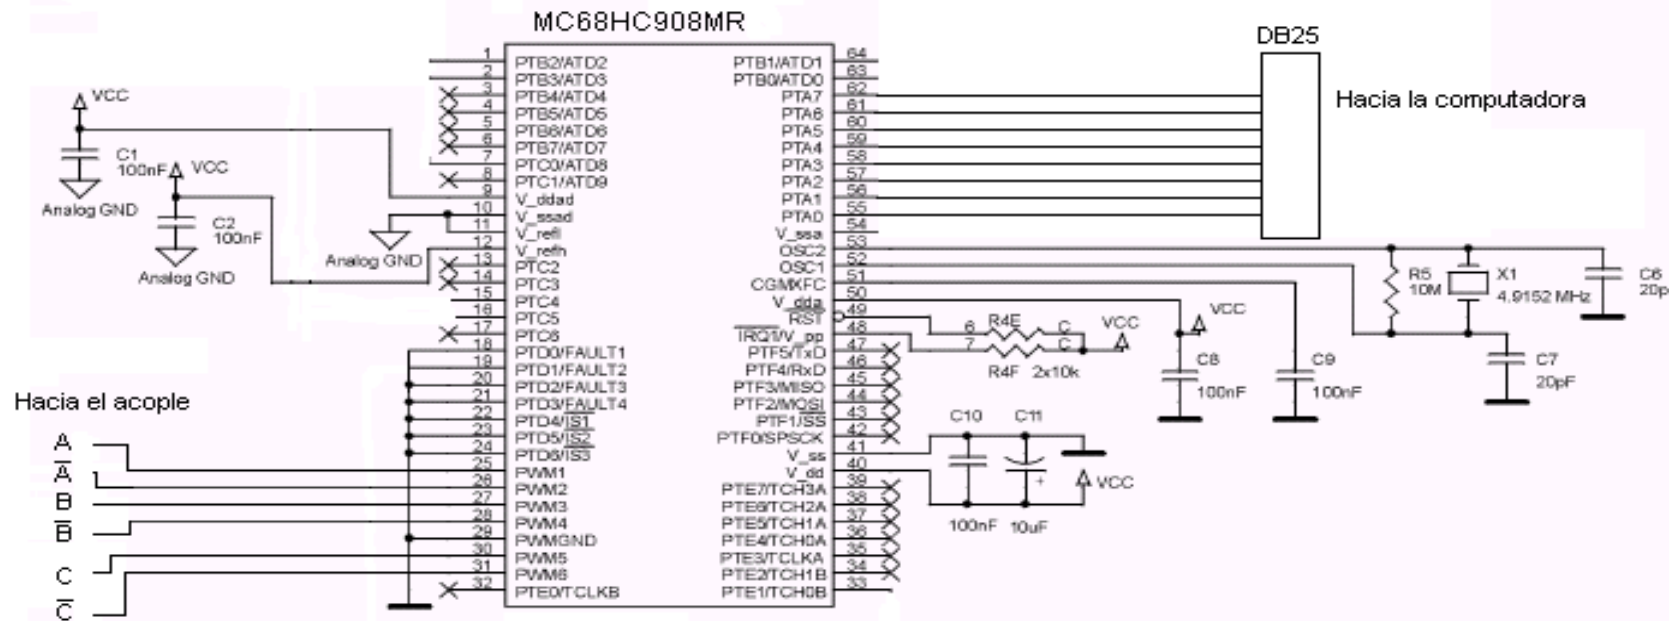 MC68HC908MR
DB25
Hacia la computadora
VCC
C1
100nF
Analog GND
VCC
C2
100nF
Analog GND
Analog GND
1 PTB2/ATD2
2 PTB3/ATD3
3 PTB4/ATD4
4 PTB5/ATD5
5 PTB6/ATD6
6 PTB7/ATD7
7 PTC0/ATD8
8 PTC1/ATD9
9 V_ddad
10 V_ssad
11 V_refl
12 V_refh
13 PTC2
14 PTC3
15 PTC4
16 PTC5
17 PTC6
18 PTD0/FAULT1
19 PTD1/FAULT2
20 PTD2/FAULT3
21 PTD3/FAULT4
22 PTD4/IS1
23 PTD5/IS2
24 PTD6/IS3
25 PWM1
26 PWM2
27 PWM3
28 PWM4
29 PWMGND
30 PWM5
31 PWM6
32 PTE0/TCLKB
PTB1/ATD1 64
PTB0/ATD0 63
PTA7 62
PTA6 61
PTA5 60
PTA4 59
PTA3 58
PTA2 57
PTA1 56
PTA0 55
V_ssa 54
OSC2 53
OSC1 52
CGMXFC 51
V_dda 50
RST 49
IRQ1/V_pp 48
PTF5/TxD 47
PTF4/RxD 46
PTF3/MISO 45
PTF2/MOSI 44
PTF1/SS 43
PTF0/SPSCK 42
V_ss 41
V_dd 40
PTE7/TCH3A 39
PTE6/TCH2A 38
PTE5/TCH1A 37
PTE4/TCH0A 36
PTE3/TCLKA 35
PTE2/TCH1B 34
PTE1/TCH0B 33
Hacia el acople
A
A̅
B
B̅
C
C̅
6 R4E C
7 C
R4F 2x10k
VCC
VCC
C8
100nF
C9
100nF
R5
10M
X1
4.9152 MHz
C6
20p
C7
20pF
C10
C11
VCC
100nF
10uF
+